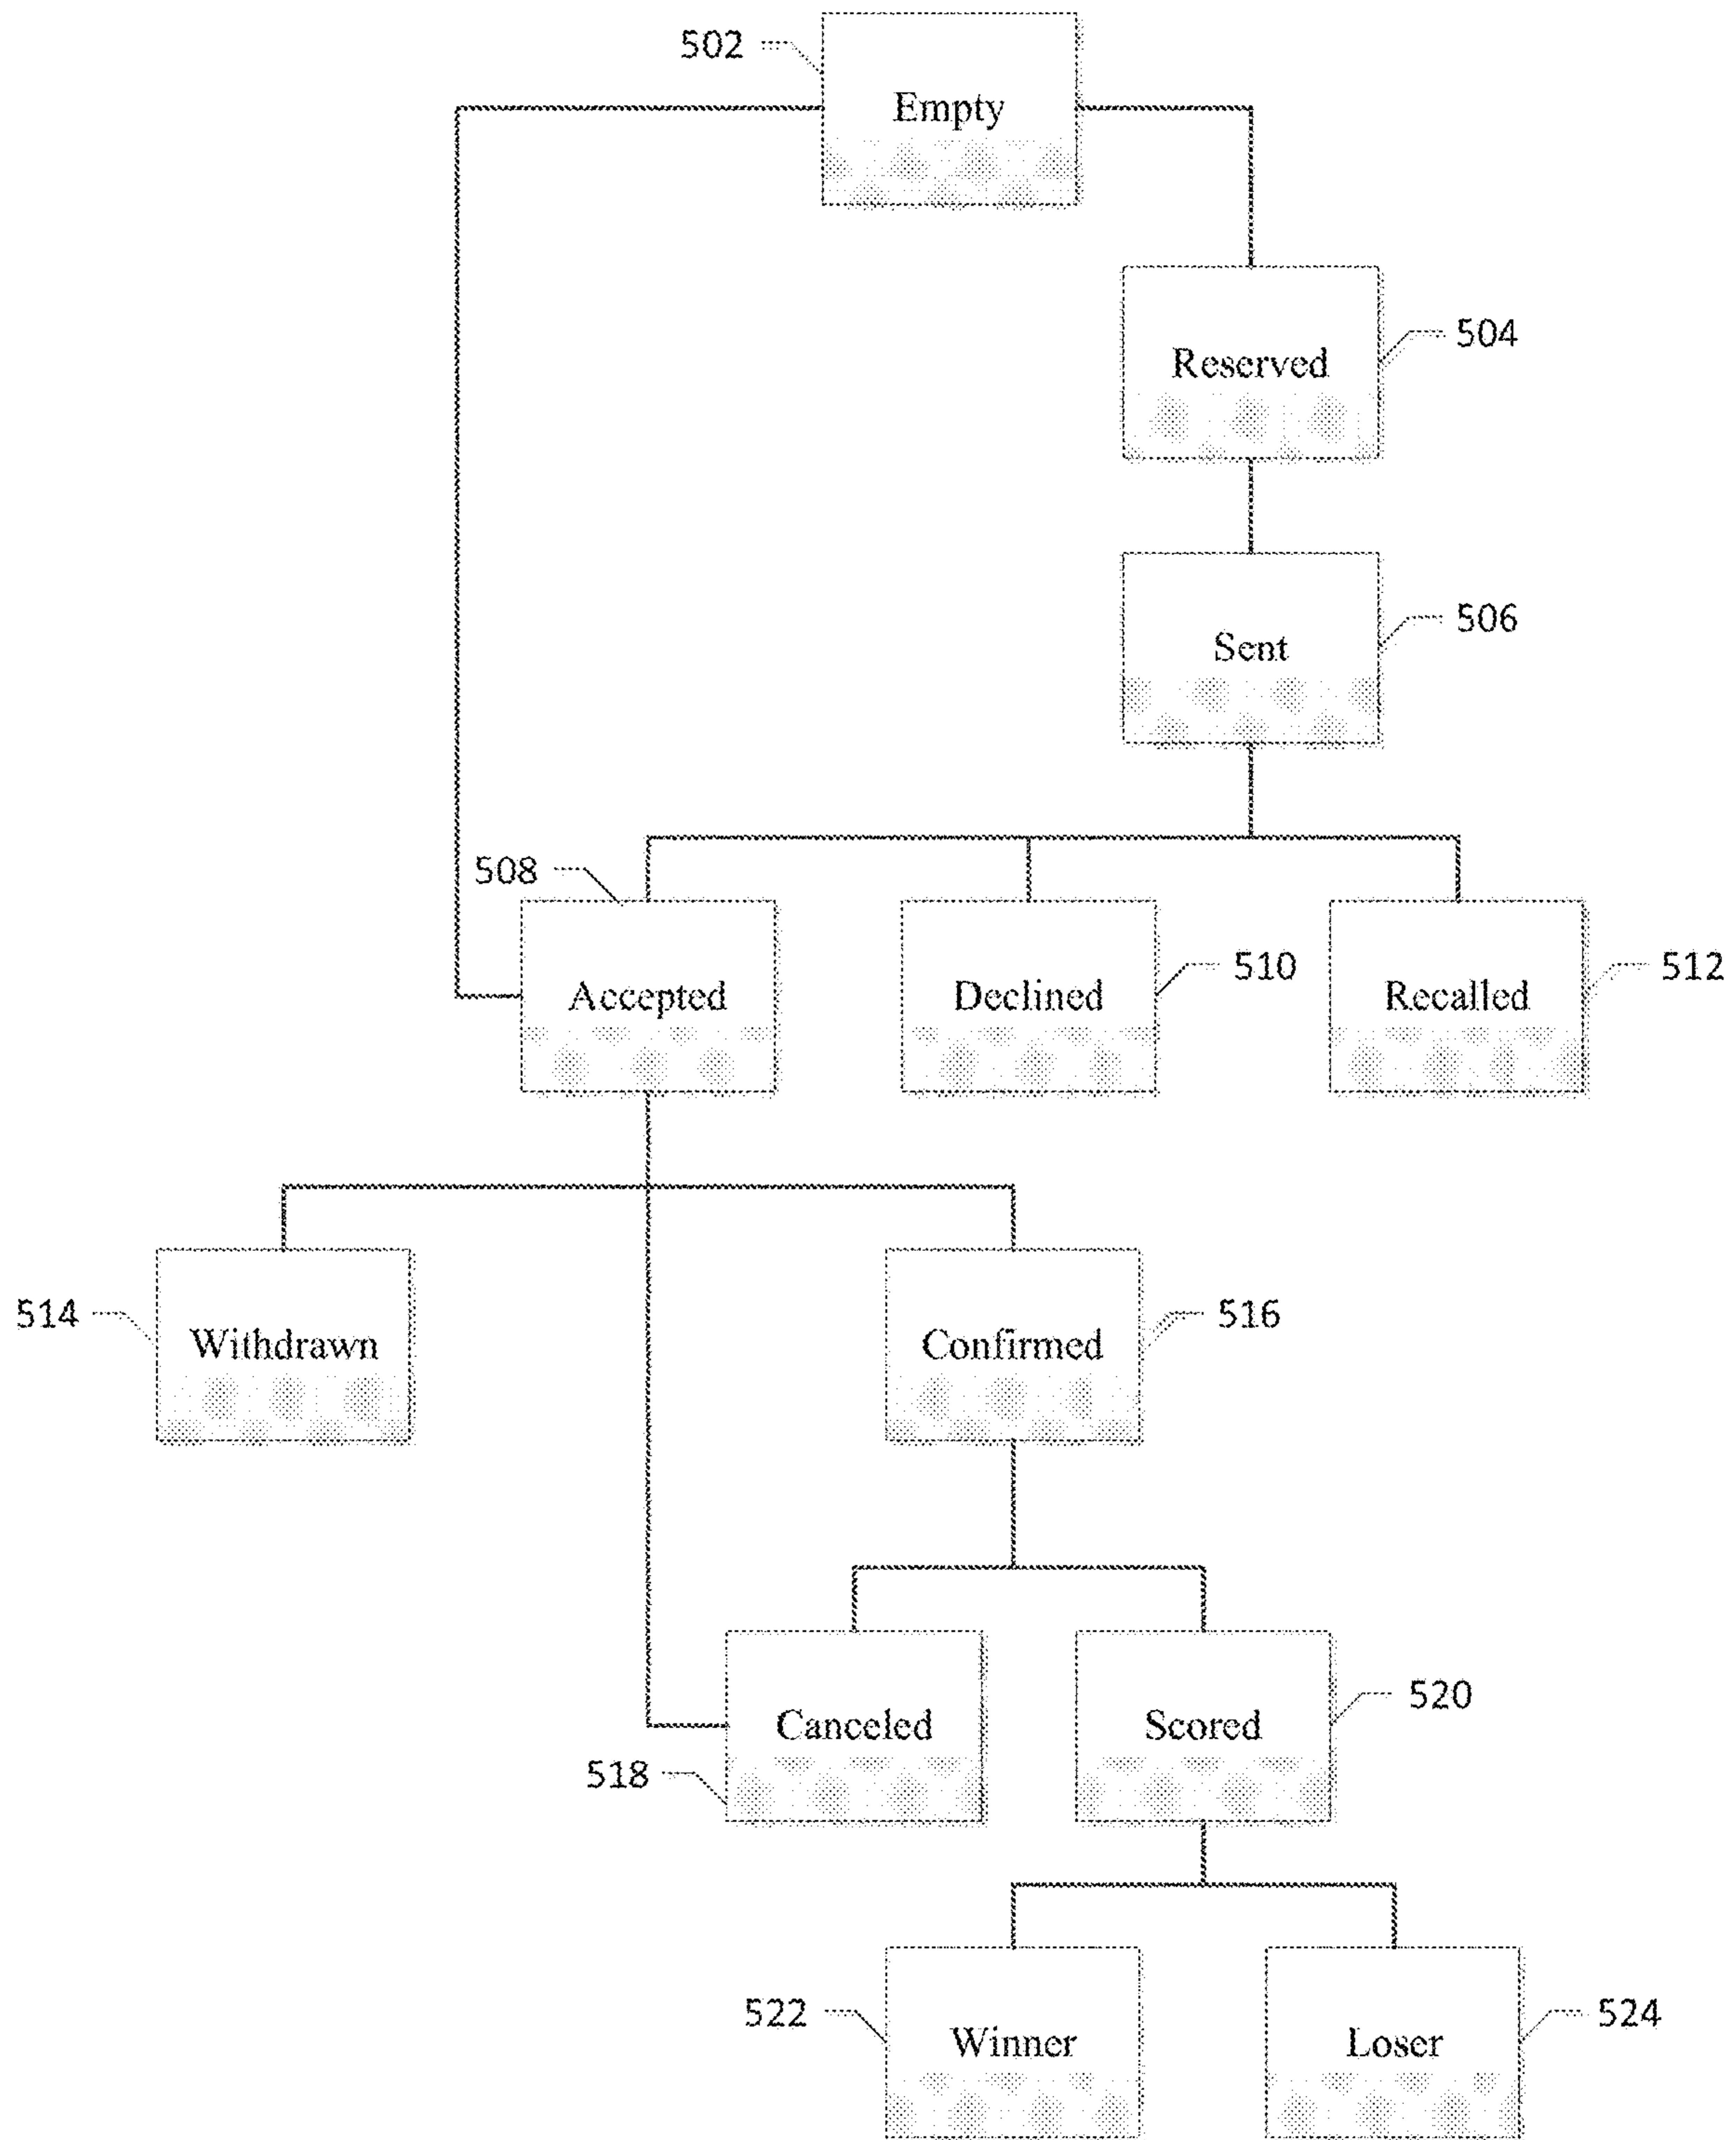 502
Empty
504
Reserved
506
Sent
508
Accepted
510
Declined
512
Recalled
514
Withdrawn
516
Confirmed
518
Canceled
520
Scored
522
Winner
524
Loser